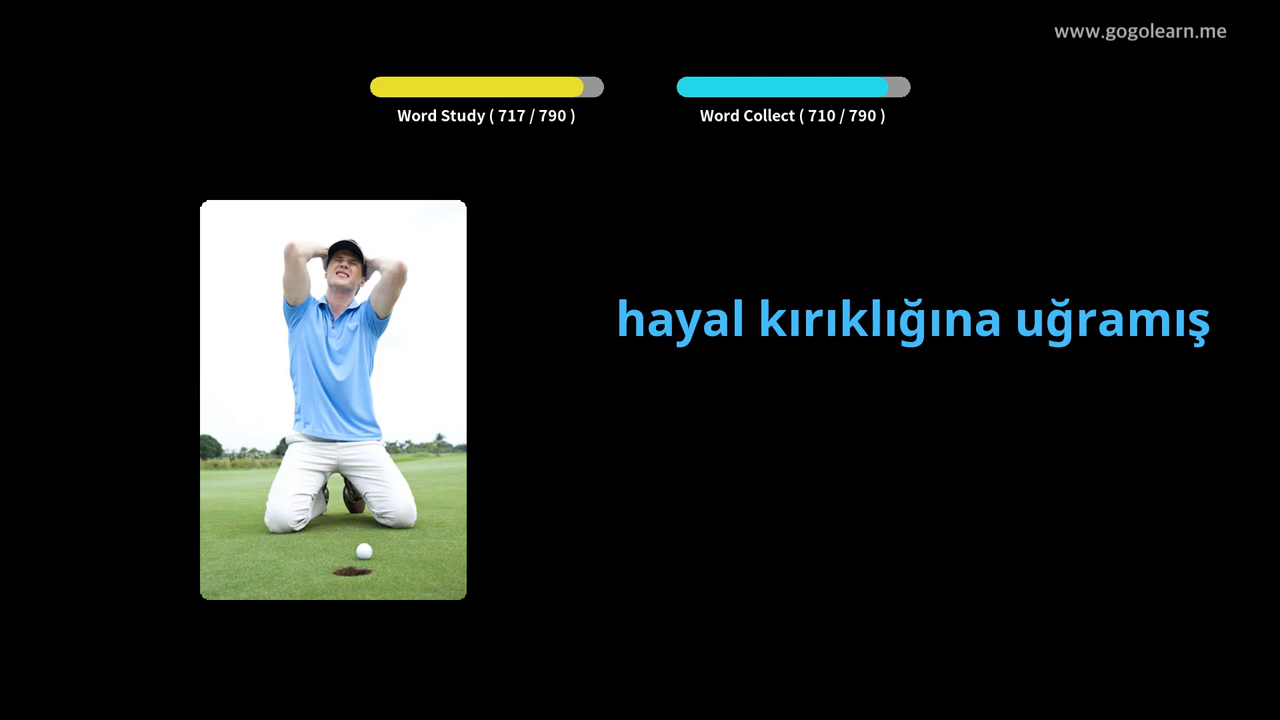 www.gogolearn.me
Word Study ( 717 / 790 )
Word Collect ( 710 / 790 )
hayal kırıklığına uğramış